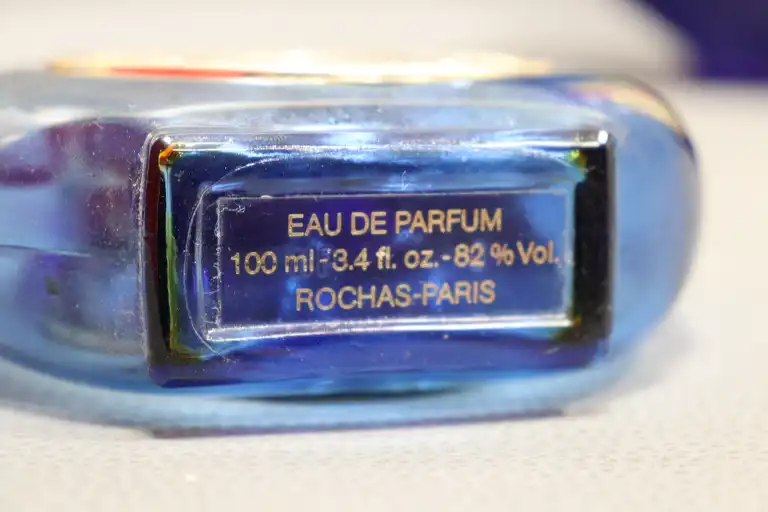 EAU DE PARFUM
100 ml - 3.4 fl. oz. - 82 % Vol.
ROCHAS-PARIS